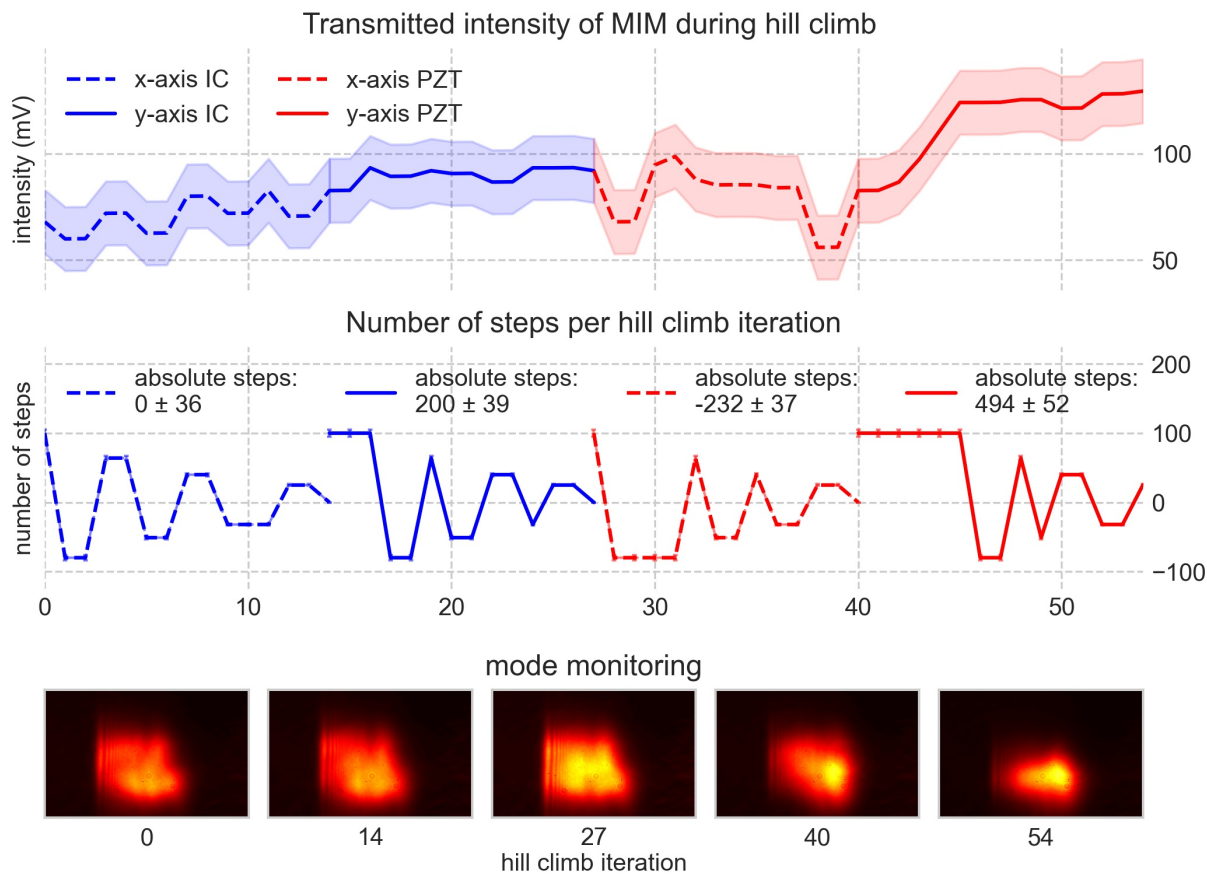 Transmitted intensity of MIM during hill climb
intensity (mV)
x-axis IC
y-axis IC
x-axis PZT
y-axis PZT
100
50
Number of steps per hill climb iteration
number of steps
absolute steps:
0 ± 36
absolute steps:
200 ± 39
absolute steps:
-232 ± 37
absolute steps:
494 ± 52
200
100
0
−100
0 10 20 30 40 50
mode monitoring
0 14 27 40 54
hill climb iteration